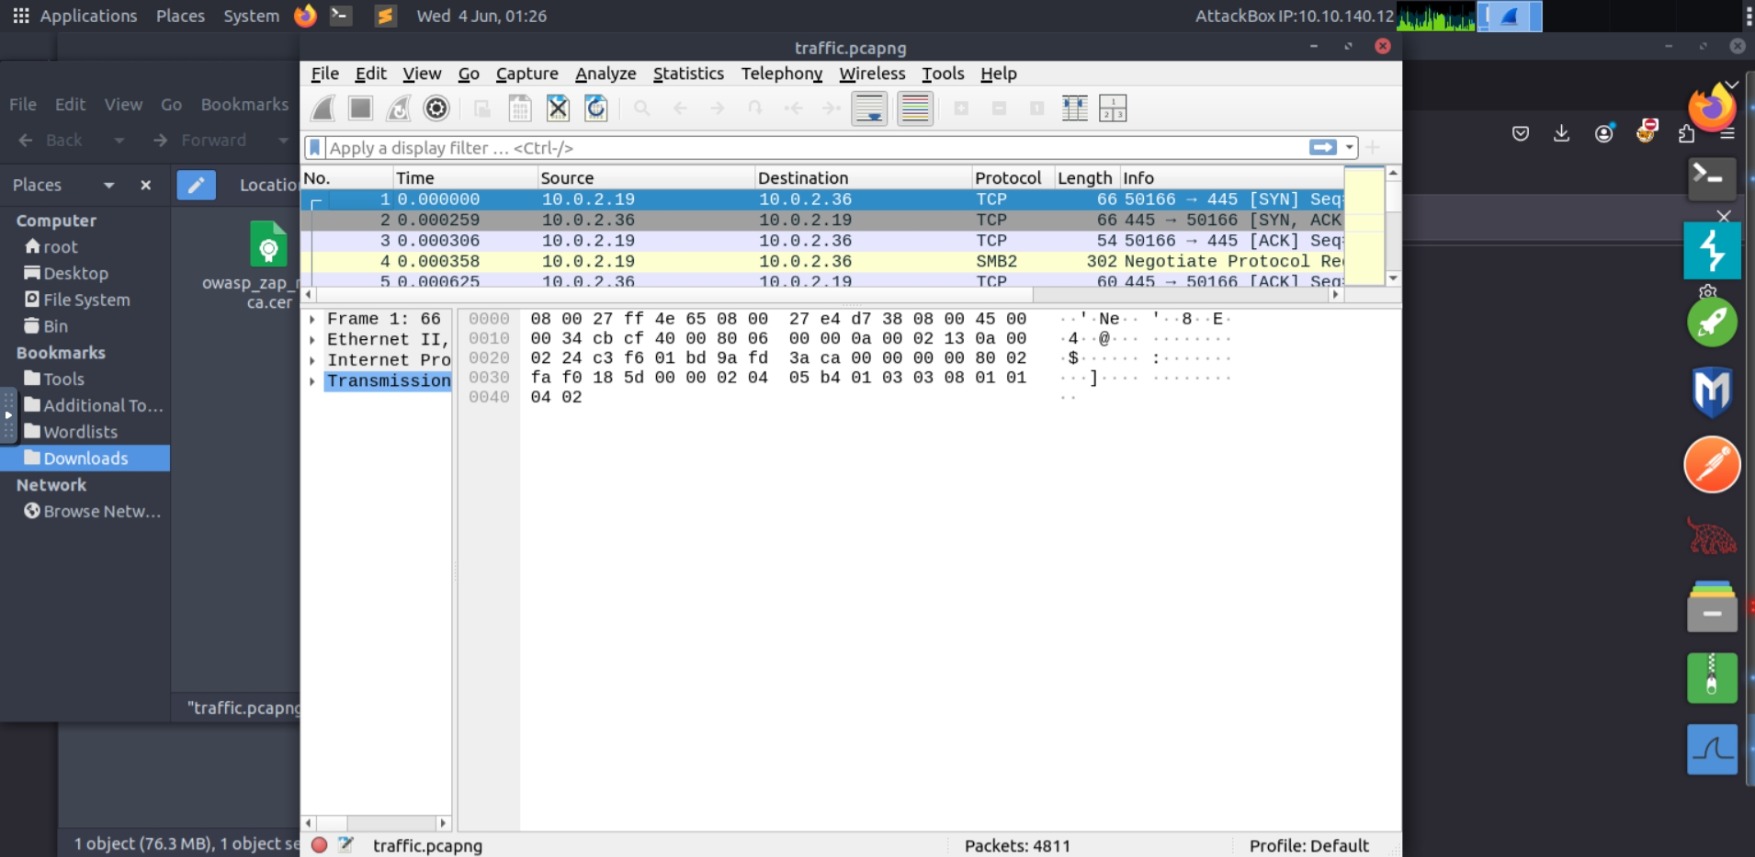 Applications Places System Wed 4 Jun, 01:26 AttackBox IP:10.10.140.12
traffic.pcapng
File Edit View Go Capture Analyze Statistics Telephony Wireless Tools Help
File Edit View Go Bookmarks
Back Forward
Apply a display filter … <Ctrl-/>
Places Locatio
No. Time Source Destination Protocol Length Info
1 0.000000 10.0.2.19 10.0.2.36 TCP 66 50166 → 445 [SYN] Seq
2 0.000259 10.0.2.36 10.0.2.19 TCP 66 445 → 50166 [SYN, ACK
3 0.000306 10.0.2.19 10.0.2.36 TCP 54 50166 → 445 [ACK] Seq
4 0.000358 10.0.2.19 10.0.2.36 SMB2 302 Negotiate Protocol Re
5 0.000625 10.0.2.36 10.0.2.19 TCP 60 445 → 50166 [ACK] Seq
Computer
root
Desktop
File System
Bin
Bookmarks
Tools
Additional To...
Wordlists
Downloads
Network
Browse Netw...
owasp_zap_
ca.cer
"traffic.pcapng
1 object (76.3 MB), 1 object se
Frame 1: 66
Ethernet II,
Internet Pro
Transmission
0000 08 00 27 ff 4e 65 08 00 27 e4 d7 38 08 00 45 00 ··'·Ne·· '··8··E·
0010 00 34 cb cf 40 00 80 06 00 00 0a 00 02 13 0a 00 ·4··@··· ········
0020 02 24 c3 f6 01 bd 9a fd 3a ca 00 00 00 00 80 02 ·$······ :·······
0030 fa f0 18 5d 00 00 02 04 05 b4 01 03 03 08 01 01 ···]···· ········
0040 04 02 ··
traffic.pcapng Packets: 4811 Profile: Default